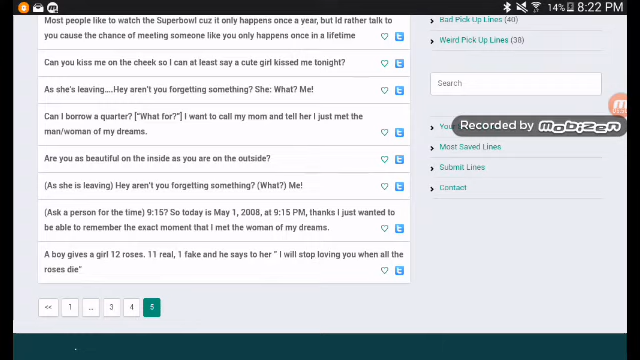 14% 8:22 PM
Most people like to watch the Superbowl cuz it only happens once a year, but Id rather talk to
you cause the chance of meeting someone like you only happens once in a lifetime
Can you kiss me on the cheek so I can at least say a cute girl kissed me tonight?
As she's leaving....Hey aren't you forgetting something? She: What? Me!
Can I borrow a quarter? ["What for?"] I want to call my mom and tell her I just met the
man/woman of my dreams.
Are you as beautiful on the inside as you are on the outside?
(As she is leaving) Hey aren't you forgetting something? (What?) Me!
(Ask a person for the time) 9:15? So today is May 1, 2008, at 9:15 PM, thanks I just wanted to
be able to remember the exact moment that I met the woman of my dreams.
A boy gives a girl 12 roses. 11 real, 1 fake and he says to her " I will stop loving you when all the
roses die"
<< 1 ... 3 4 5
Bad Pick Up Lines (40)
Weird Pick Up Lines (38)
Search
Recorded by mobizen
Most Saved Lines
Submit Lines
Contact